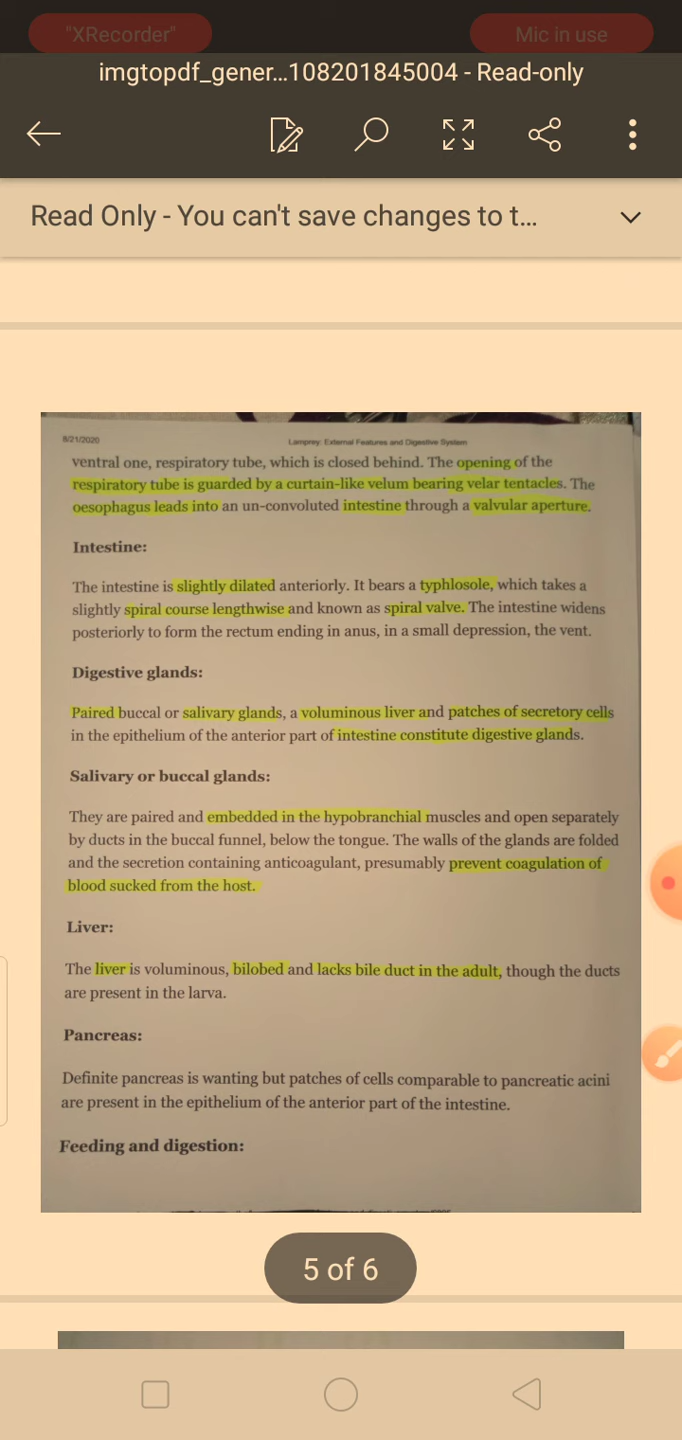 "XRecorder"
Mic in use
imgtopdf_gener...108201845004 - Read-only
Read Only - You can't save changes to t...
8/21/2020
Lamprey: External Features and Digestive System
ventral one, respiratory tube, which is closed behind. The opening of the
respiratory tube is guarded by a curtain-like velum bearing velar tentacles. The
oesophagus leads into an un-convoluted intestine through a valvular aperture.
Intestine:
The intestine is slightly dilated anteriorly. It bears a typhlosole, which takes a
slightly spiral course lengthwise and known as spiral valve. The intestine widens
posteriorly to form the rectum ending in anus, in a small depression, the vent.
Digestive glands:
Paired buccal or salivary glands, a voluminous liver and patches of secretory cells
in the epithelium of the anterior part of intestine constitute digestive glands.
Salivary or buccal glands:
They are paired and embedded in the hypobranchial muscles and open separately
by ducts in the buccal funnel, below the tongue. The walls of the glands are folded
and the secretion containing anticoagulant, presumably prevent coagulation of
blood sucked from the host.
Liver:
The liver is voluminous, bilobed and lacks bile duct in the adult, though the ducts
are present in the larva.
Pancreas:
Definite pancreas is wanting but patches of cells comparable to pancreatic acini
are present in the epithelium of the anterior part of the intestine.
Feeding and digestion:
5 of 6